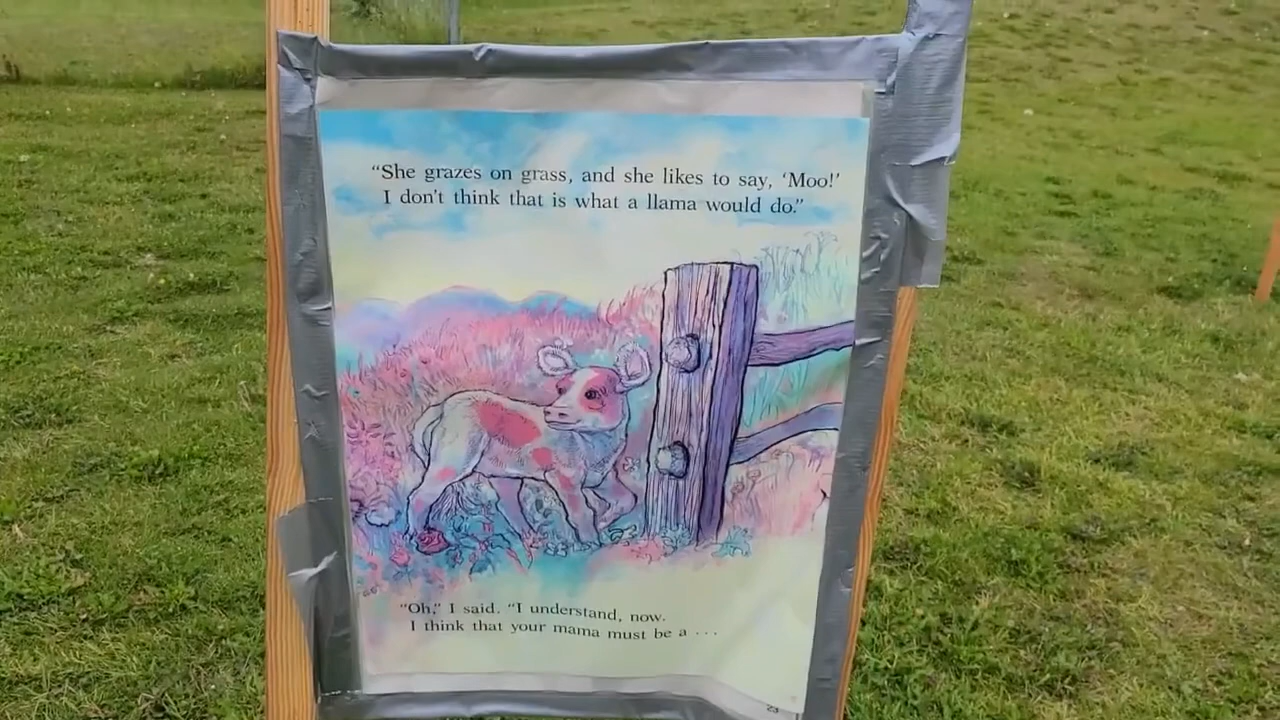 “She grazes on grass, and she likes to say, ‘Moo!’
I don't think that is what a llama would do.”
“Oh,” I said. “I understand, now.
I think that your mama must be a . . .
23